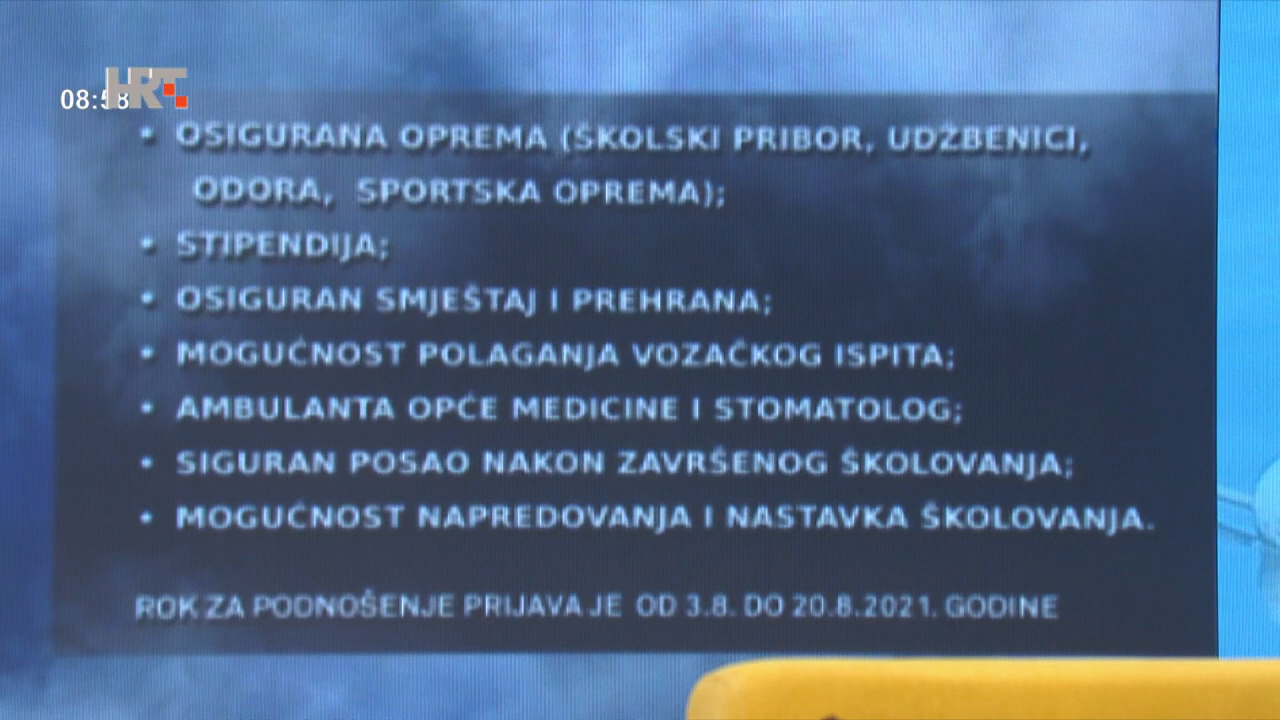 08:58
HRT
• OSIGURANA OPREMA (ŠKOLSKI PRIBOR, UDŽBENICI,
ODORA, SPORTSKA OPREMA);
• STIPENDIJA;
• OSIGURAN SMJEŠTAJ I PREHRANA;
• MOGUĆNOST POLAGANJA VOZAČKOG ISPITA;
• AMBULANTA OPĆE MEDICINE I STOMATOLOG;
• SIGURAN POSAO NAKON ZAVRŠENOG ŠKOLOVANJA;
• MOGUĆNOST NAPREDOVANJA I NASTAVKA ŠKOLOVANJA.
ROK ZA PODNOŠENJE PRIJAVA JE OD 3.8. DO 20.8.2021. GODINE